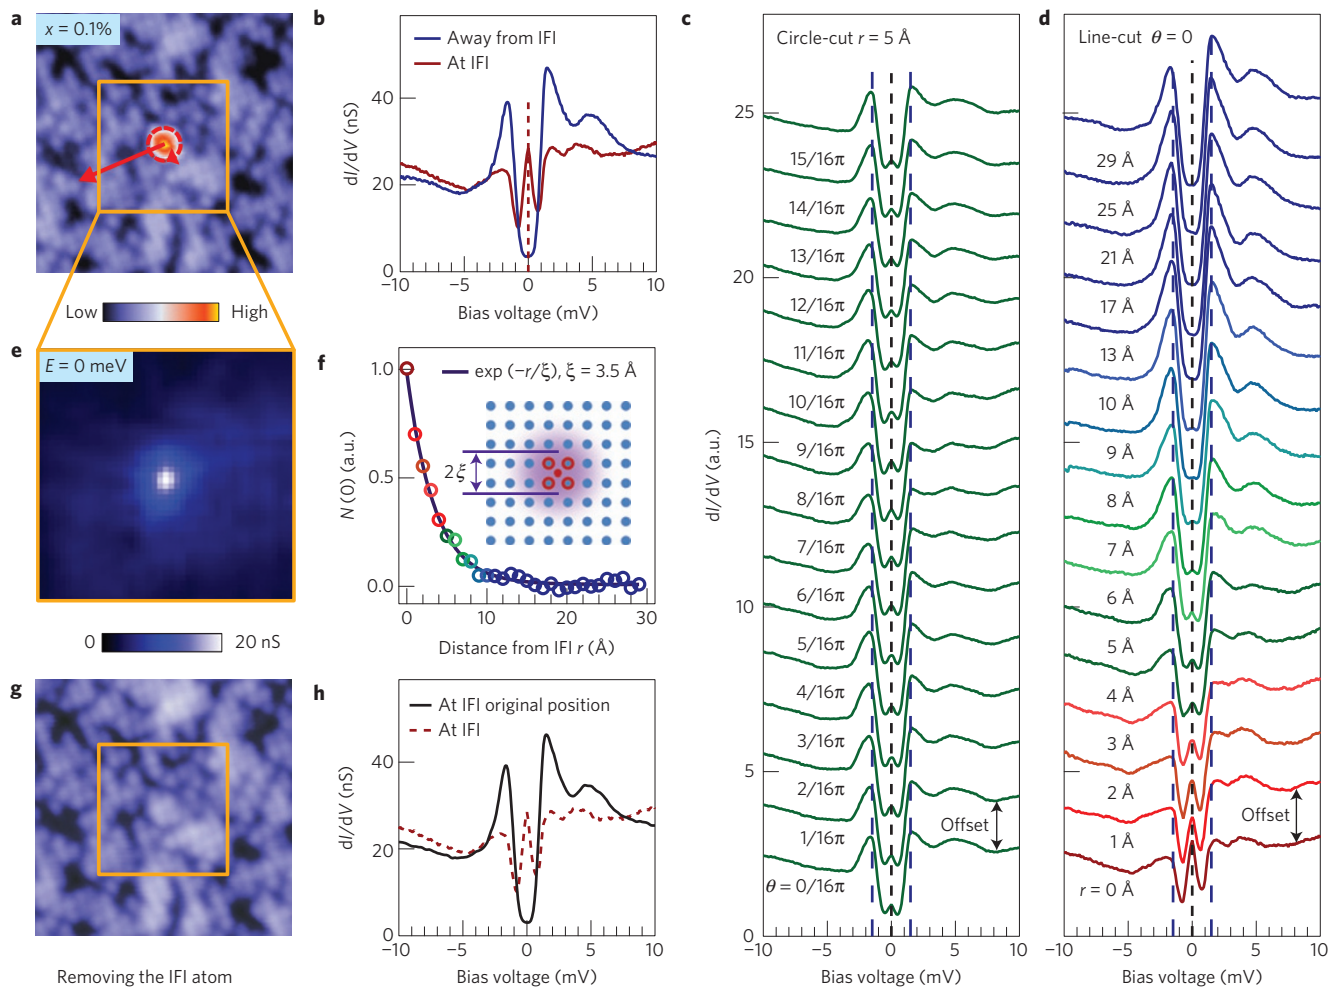 a
x = 0.1%
Low
High
b
Away from IFI
At IFI
dI/dV (nS)
40
20
0
−10
−5
0
5
10
Bias voltage (mV)
c
Circle-cut r = 5 Å
dI/dV (a.u.)
25
20
15
10
5
0
15/16π
14/16π
13/16π
12/16π
11/16π
10/16π
9/16π
8/16π
7/16π
6/16π
5/16π
4/16π
3/16π
2/16π
1/16π
θ = 0/16π
Offset
−10
−5
0
5
10
Bias voltage (mV)
d
Line-cut θ = 0
29 Å
25 Å
21 Å
17 Å
13 Å
10 Å
9 Å
8 Å
7 Å
6 Å
5 Å
4 Å
3 Å
2 Å
1 Å
r = 0 Å
Offset
−10
−5
0
5
10
Bias voltage (mV)
e
E = 0 meV
0
20 nS
f
exp (−r/ξ), ξ = 3.5 Å
2ξ
N (0) (a.u.)
1.0
0.5
0.0
0
10
20
30
Distance from IFI r (Å)
g
Removing the IFI atom
h
At IFI original position
At IFI
dI/dV (nS)
40
20
0
−10
−5
0
5
10
Bias voltage (mV)